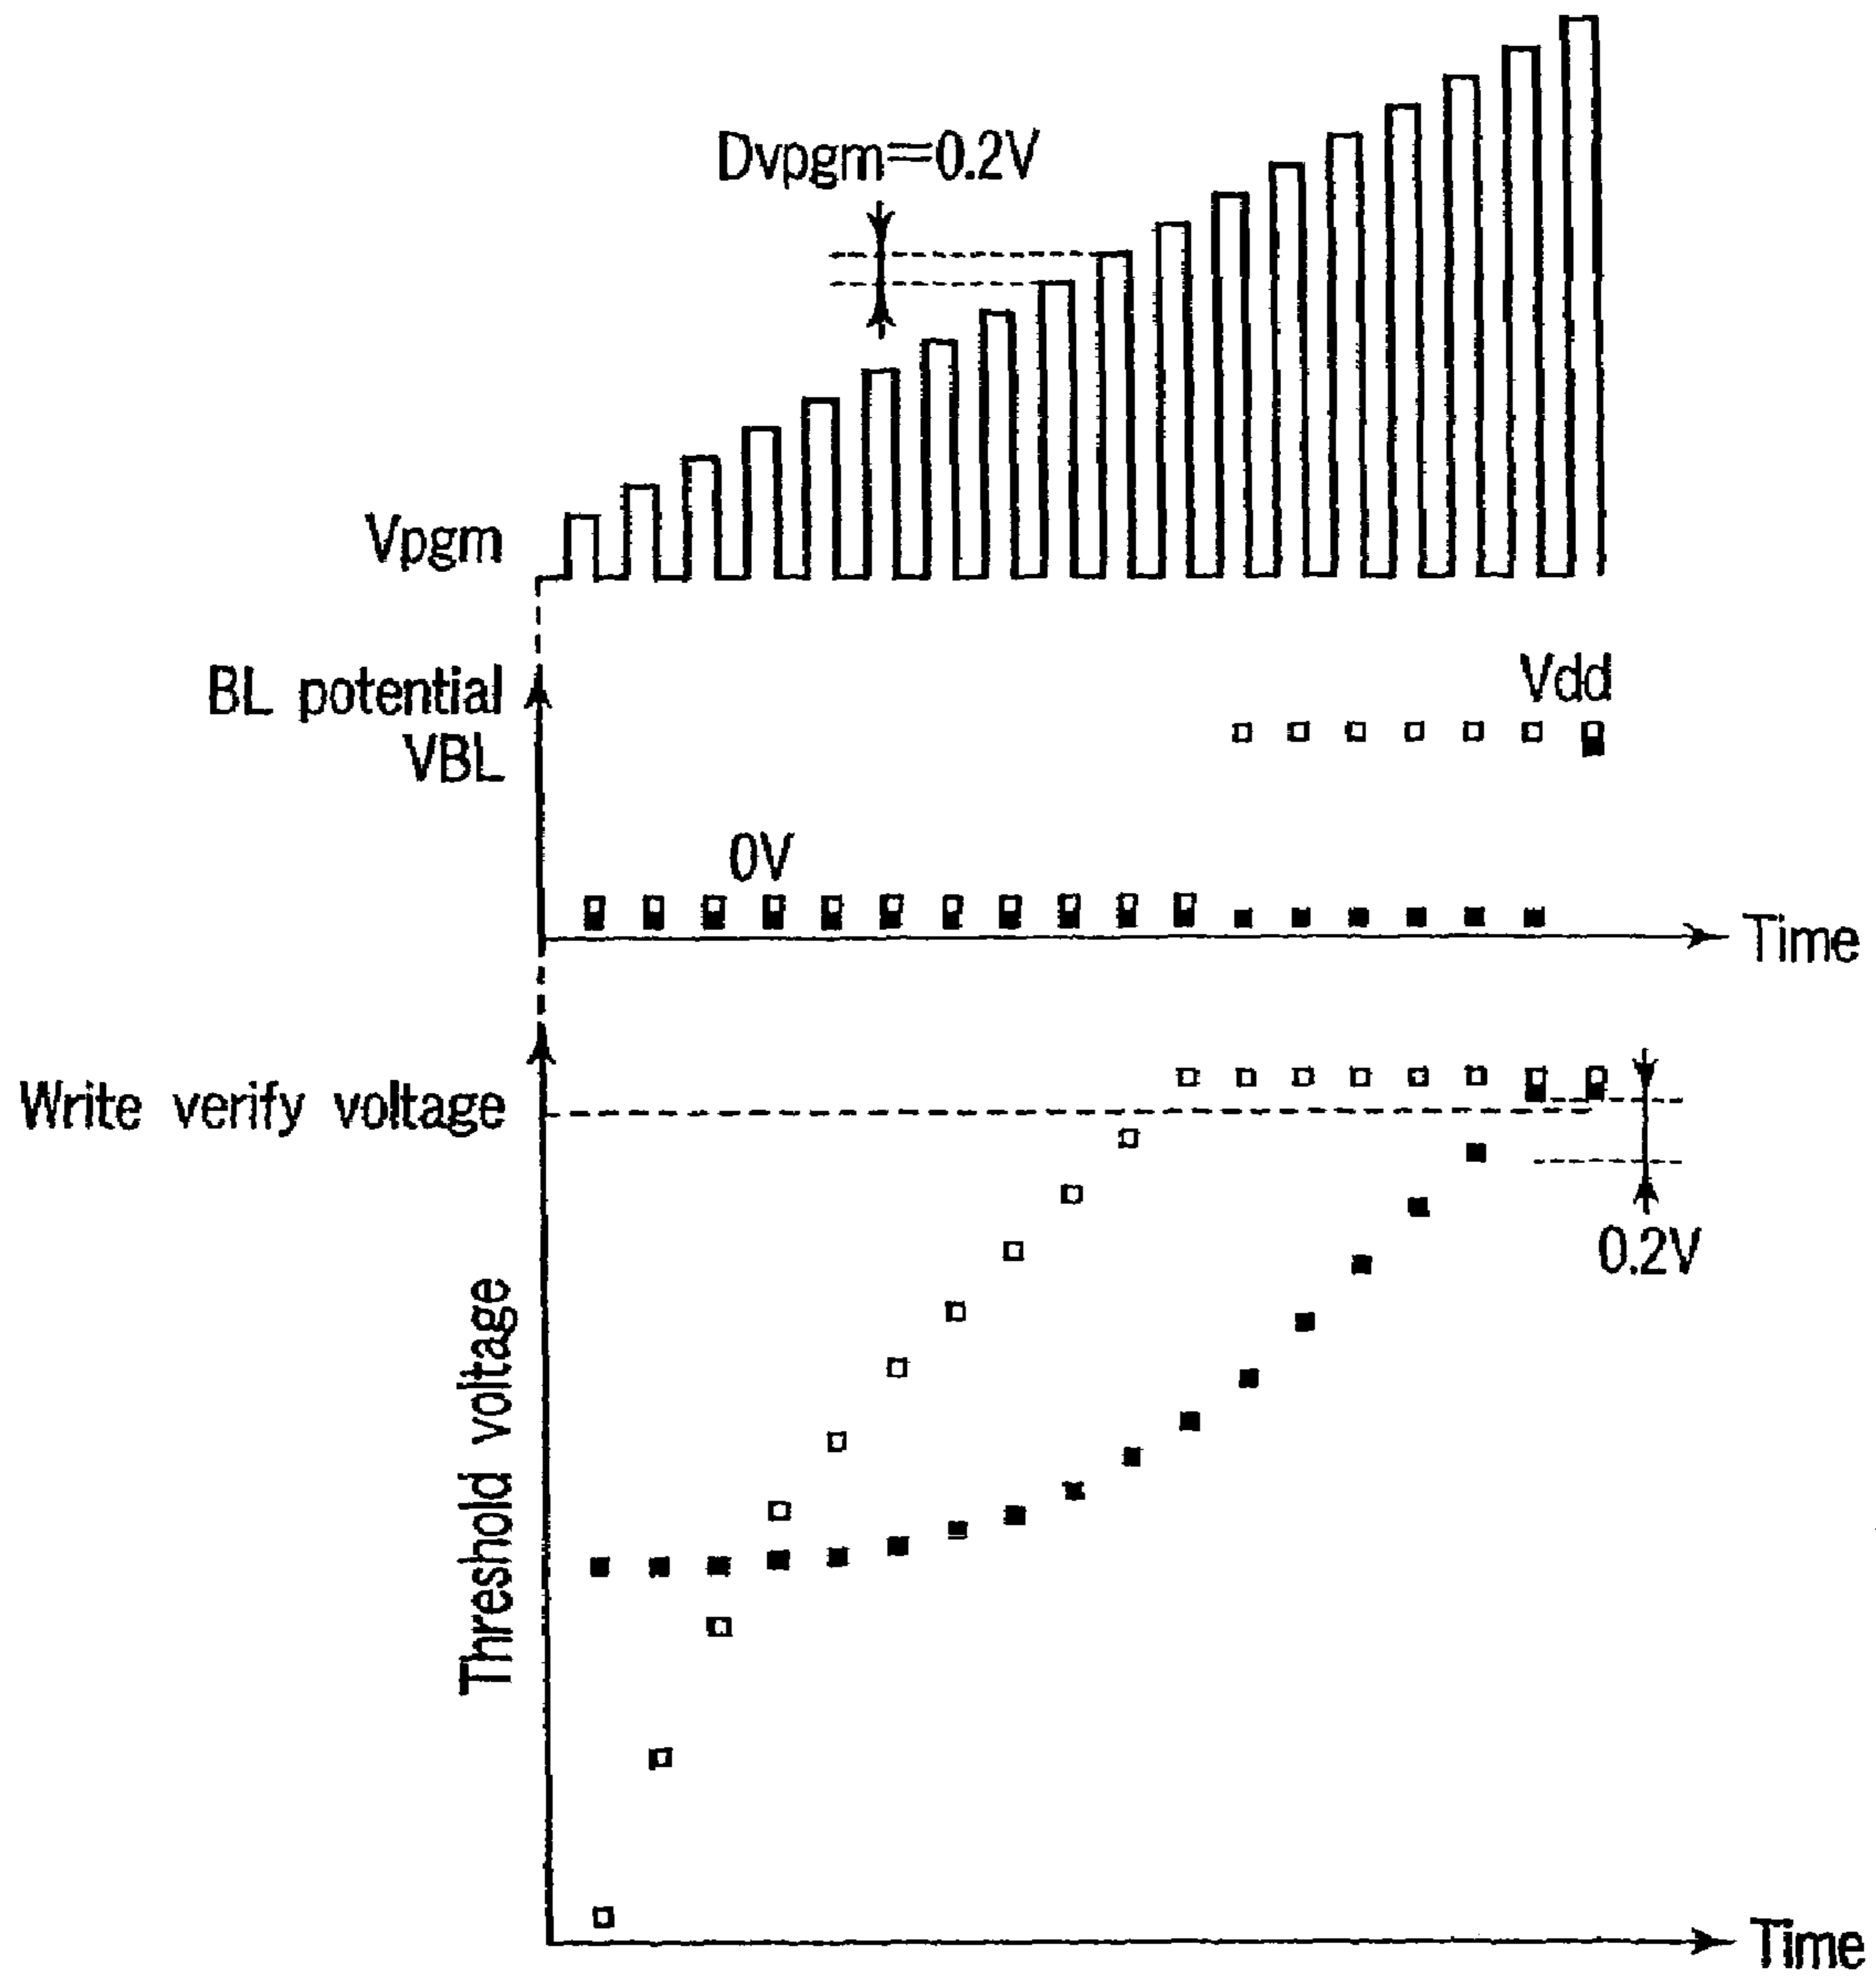 Dvpgm=0.2V
Vpgm
BL potential
VBL
Vdd
0V
Time
Write verify voltage
0.2V
Threshold voltage
Time